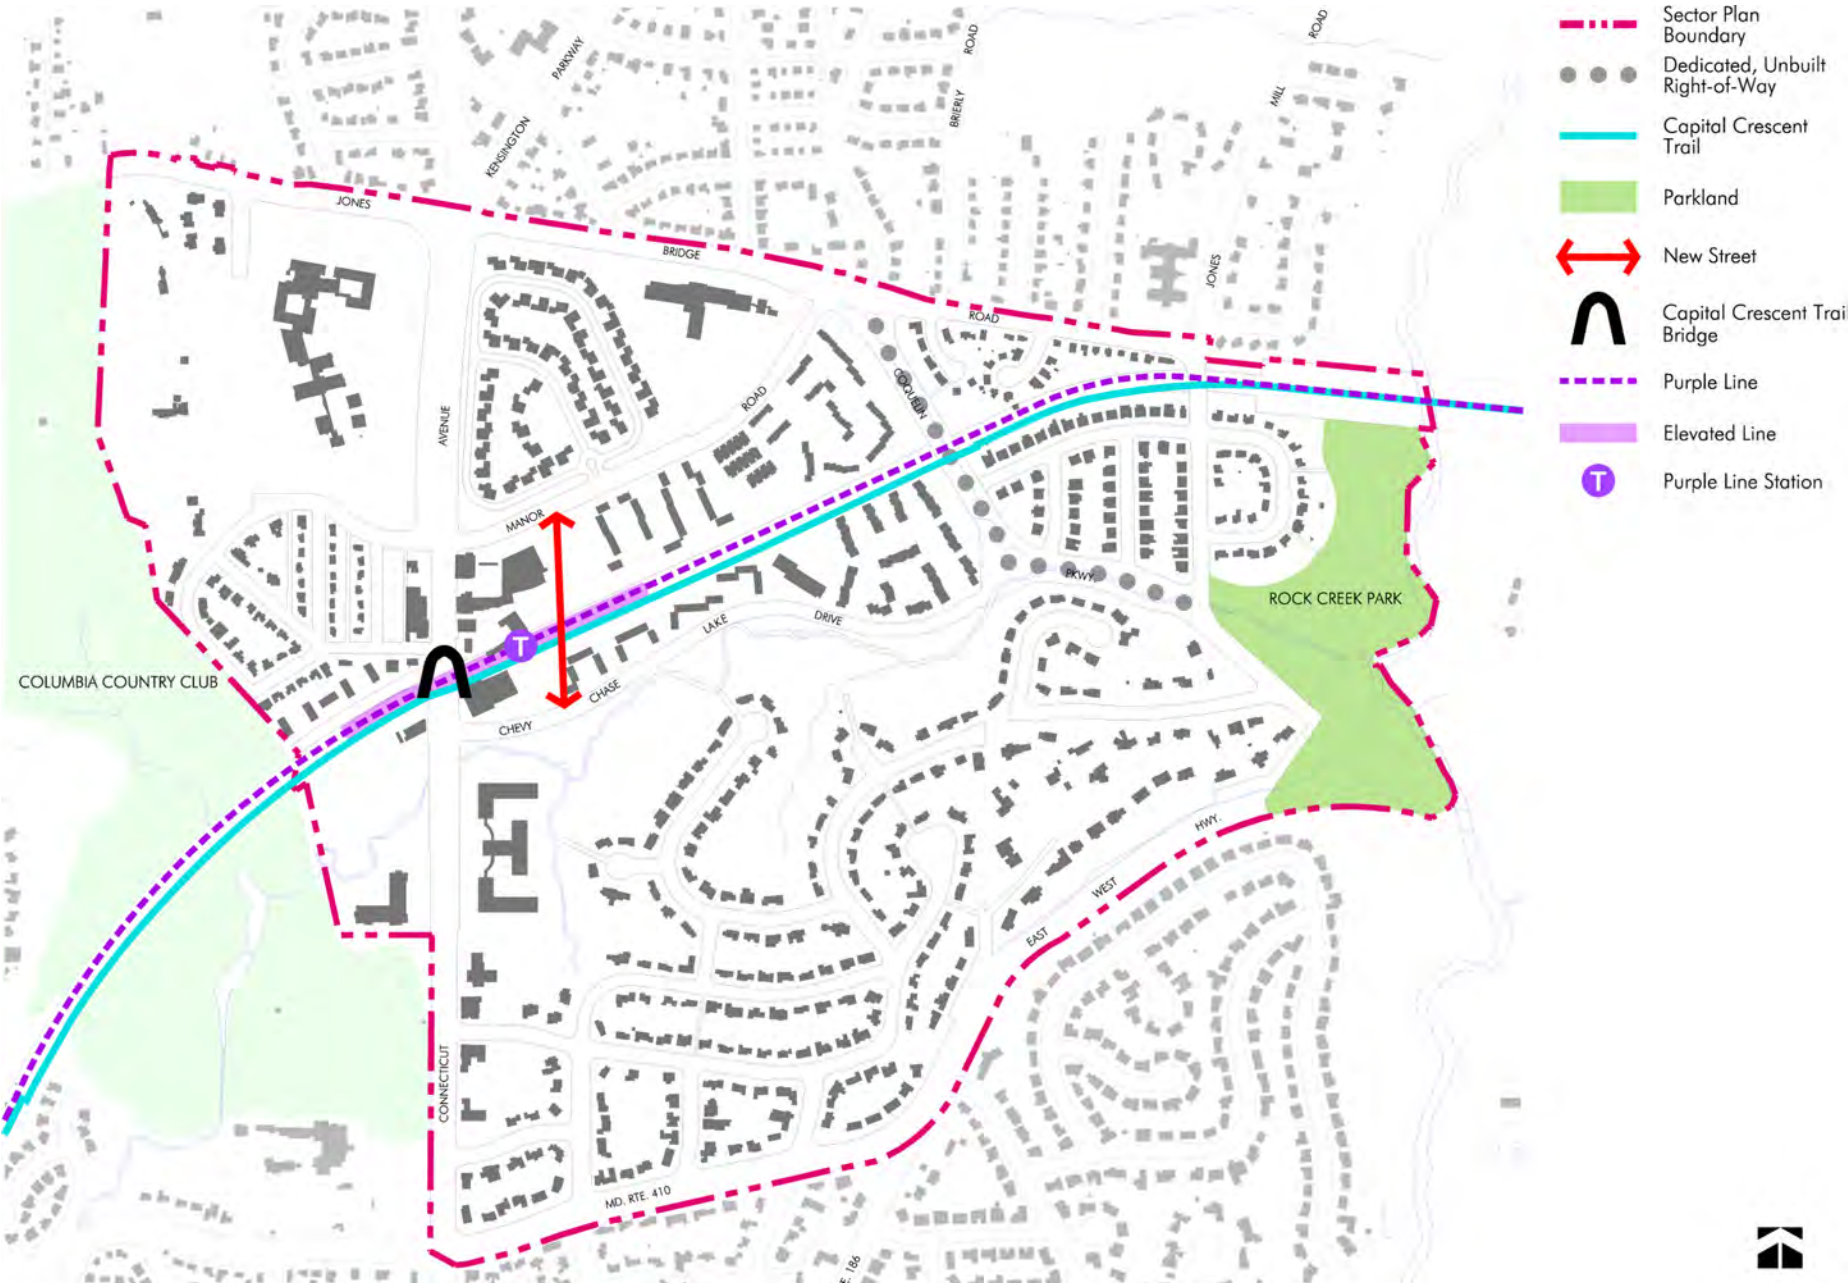 ROAD
Sector Plan
Boundary
PARKWAY
ROAD
Dedicated, Unbuilt
Right-of-Way
MILL
BRIERLY
Capital Crescent
Trail
KENSINGTON
Parkland
JONES
BRIDGE
New Street
JONES
ROAD
Capital Crescent Trail
Bridge
Purple Line
COQUELIN
ROAD
AVENUE
Elevated Line
T
Purple Line Station
MANOR
PKWY
ROCK CREEK PARK
LAKE
DRIVE
T
COLUMBIA COUNTRY CLUB
CHASE
CHEVY
HWY.
WEST
EAST
CONNECTICUT
MD. RTE. 410
E. 186